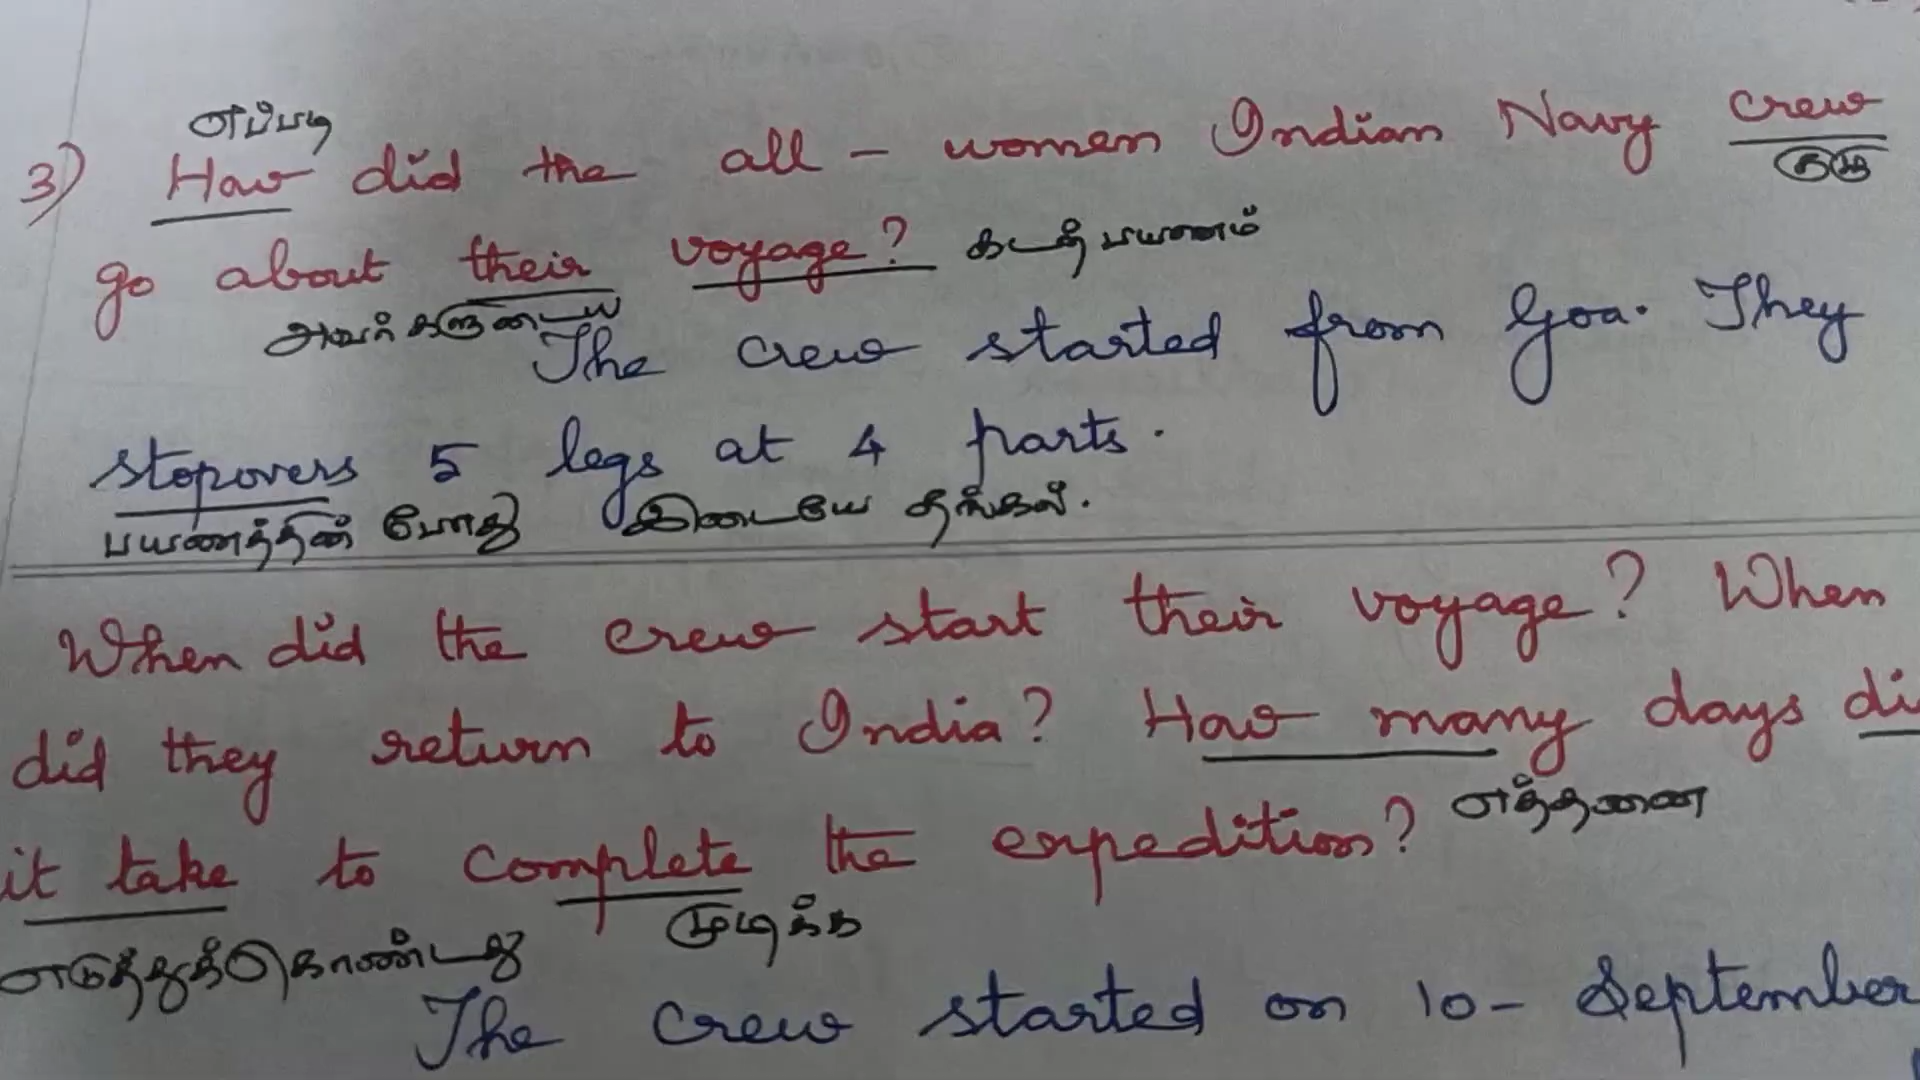 எப்படி
3) How did the all - women Indian Navy crew
குழு
go about their voyage? கடற் பயணம்
அவர்களுடைய
The crew started from Goa. They
stopovers 5 legs at 4 parts.
பயணத்தின் போது இடையே தங்கல்.
When did the crew start their voyage? When
did they return to India? How many days di
எத்தணை
it take to complete the expedition?
எடுத்துக்கொண்டது முடிக்க
The crew started on 10- September